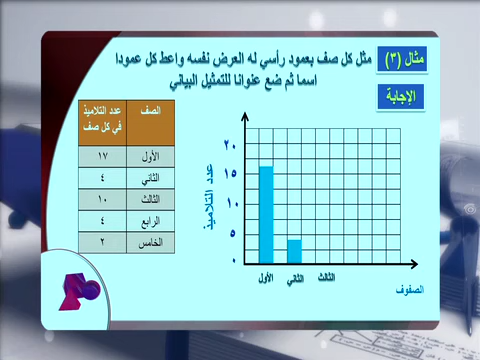 مثال (٣)
مثل كل صف بعمود رأسي له العرض نفسه واعط كل عمودا
اسما ثم ضع عنوانا للتمثيل البياني
الإجابة
الصف عدد التلاميذ في كل صف
الأول ١٧
الثاني ٤
الثالث ١٠
الرابع ٤
الخامس ٢
عدد التلاميذ
٢٠
١٥
١٠
٥
٠
الأول الثاني الثالث
الصفوف